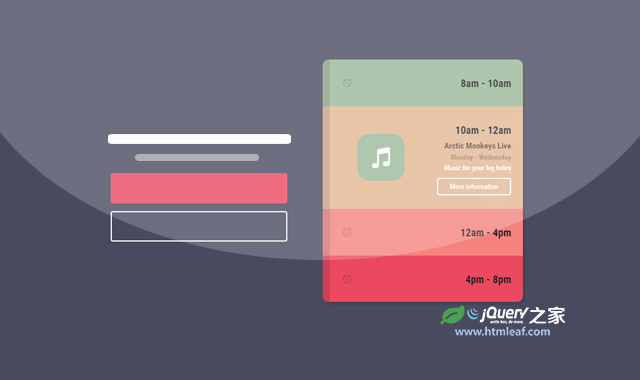 8am - 10am
10am - 12am
Arctic Monkeys Live
Monday - Wednesday
Music for your lug holes
More information
12am - 4pm
4pm - 8pm
jQuery之家
write less, do more.
www.htmleaf.com